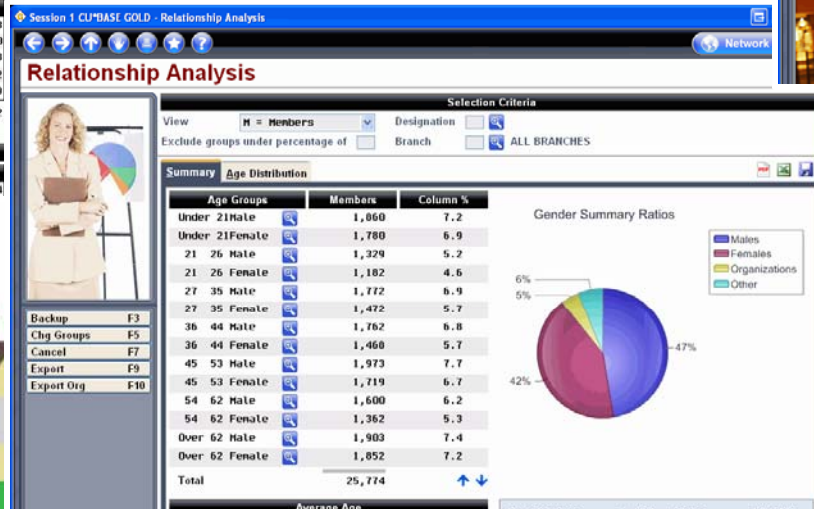 Session 1 CU*BASE GOLD - Relationship Analysis
Network
Relationship Analysis
Selection Criteria
View M = Members Designation
Exclude groups under percentage of Branch ALL BRANCHES
Summary Age Distribution
Age Groups Members Column %
Under 21Male 1,860 7.2
Under 21Female 1,780 6.9
21 26 Male 1,329 5.2
21 26 Female 1,182 4.6
27 35 Male 1,772 6.9
27 35 Female 1,472 5.7
36 44 Male 1,762 6.8
36 44 Female 1,460 5.7
45 53 Male 1,973 7.7
45 53 Female 1,719 6.7
54 62 Male 1,600 6.2
54 62 Female 1,362 5.3
Over 62 Male 1,903 7.4
Over 62 Female 1,852 7.2
Total 25,774
Average Age
Gender Summary Ratios
Males
Females
Organizations
Other
6%
5%
47%
42%
Backup F3
Chg Groups F5
Cancel F7
Export F9
Export Org F10